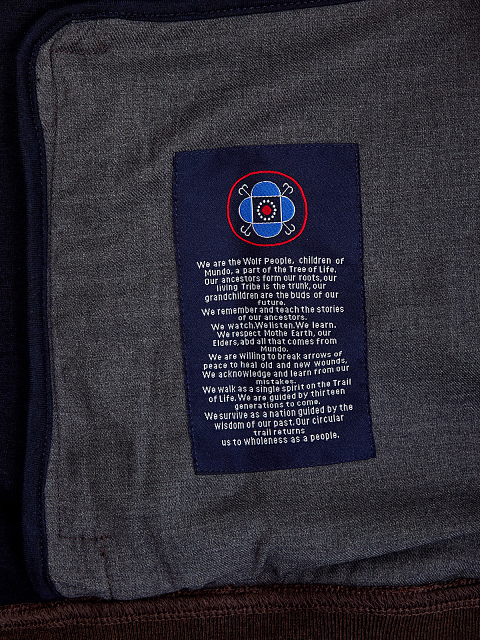 We are the Wolf People, children of
Mundo, a part of the Tree of Life.
Our ancestors form our roots, our
living Tribe is the trunk, our
grandchildren are the buds of our
future.
We remember and teach the stories
of our ancestors.
We watch.We listen.We learn.
We respect Mothe Earth, our
Elders, abd all that comes from
Mundo.
We are willing to break arrows of
peace to heal old and new wounds,
We acknowledge and learn from our
mistakes.
We walk as a single spirit on the Trail
of Life. We are guided by thirteen
generations to come.
We survive as a nation guided by the
wisdom of our past. Our circular
trail returns
us to wholeness as a people.